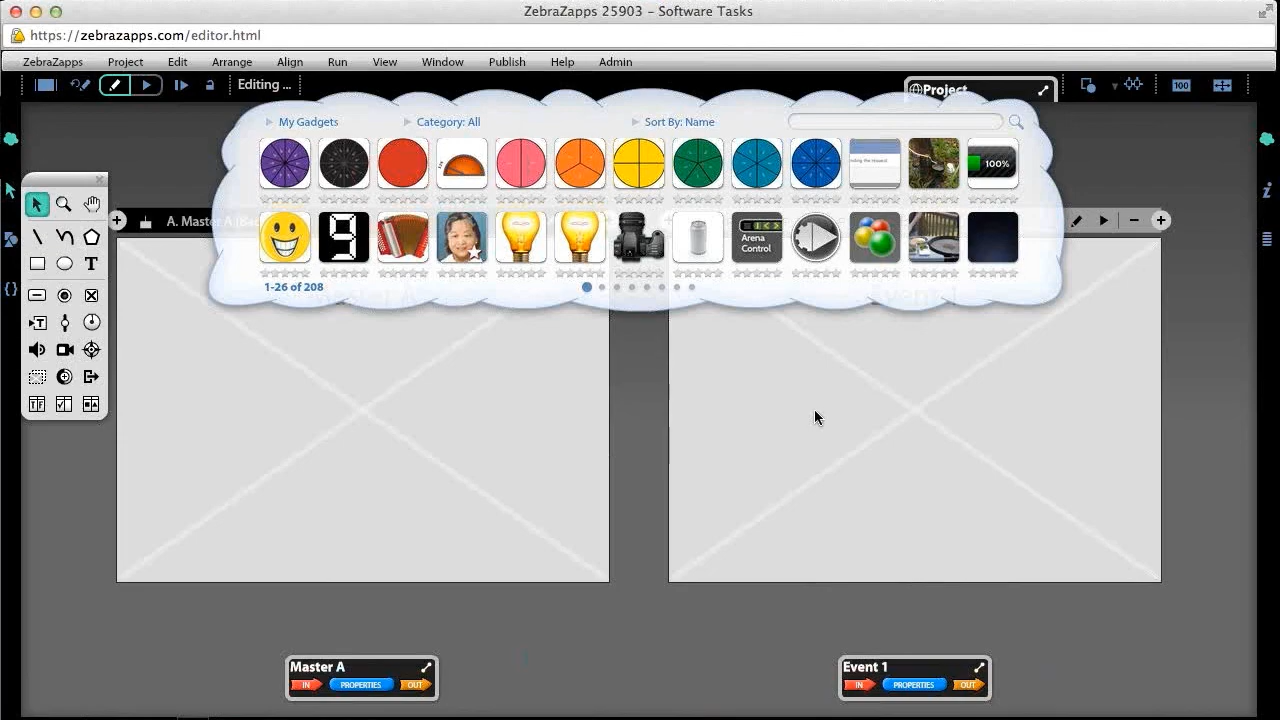 ZebraZapps 25903 – Software Tasks
https://zebrazapps.com/editor.html
ZebraZapps Project Edit Arrange Align Run View Window Publish Help Admin
Editing ...
Project
100
My Gadgets Category: All Sort By: Name
100%
9
Arena
Control
A. Master A
1-26 of 208
T
T
T F
Master A
IN PROPERTIES OUT
Event 1
IN PROPERTIES OUT